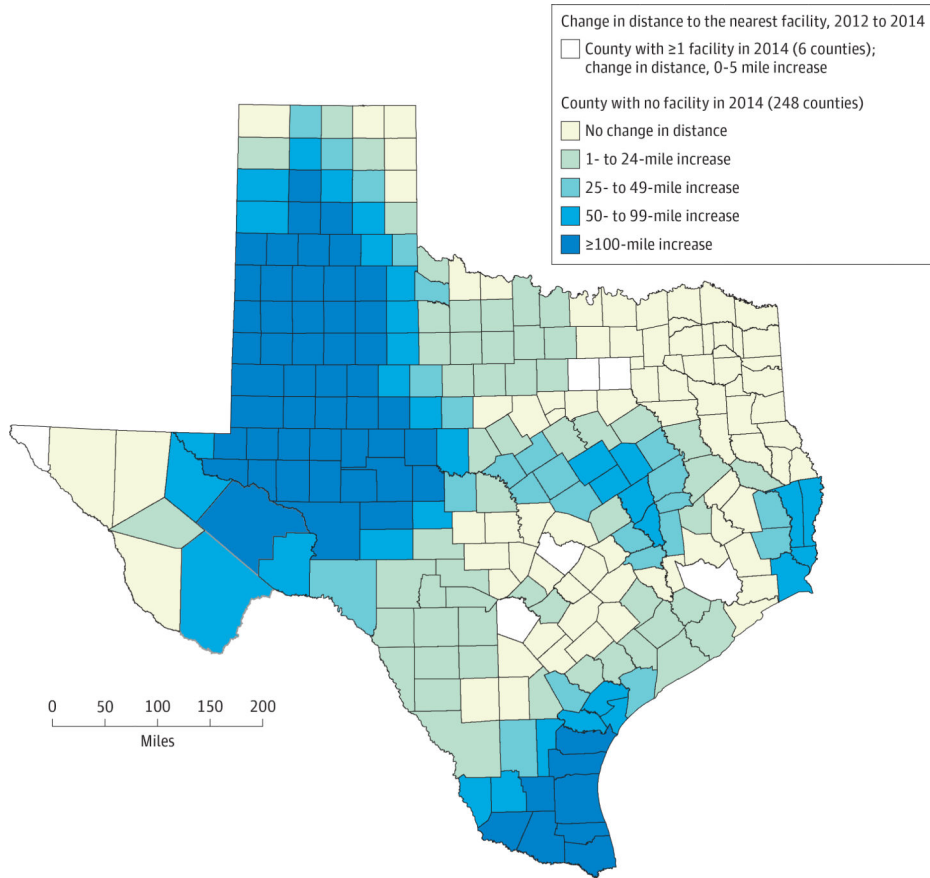 Change in distance to the nearest facility, 2012 to 2014
County with ≥1 facility in 2014 (6 counties);
change in distance, 0-5 mile increase
County with no facility in 2014 (248 counties)
No change in distance
1- to 24-mile increase
25- to 49-mile increase
50- to 99-mile increase
≥100-mile increase
0 50 100 150 200
Miles